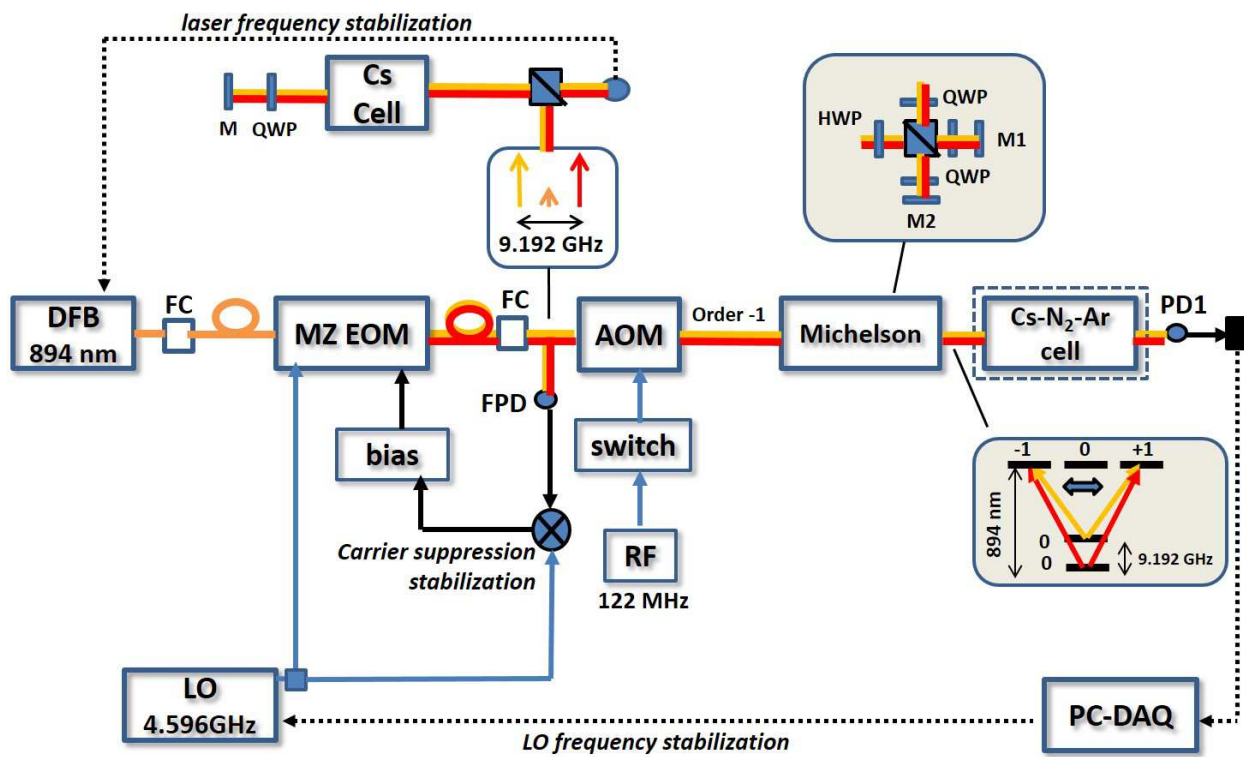 laser frequency stabilization
Cs
Cell
M
QWP
9.192 GHz
HWP
QWP
M1
QWP
M2
DFB
894 nm
FC
MZ EOM
FC
AOM
Order -1
Michelson
Cs-N₂-Ar
cell
PD1
FPD
bias
switch
Carrier suppression
stabilization
RF
122 MHz
-1 0 +1
894 nm
0
0
9.192 GHz
LO
4.596GHz
LO frequency stabilization
PC-DAQ